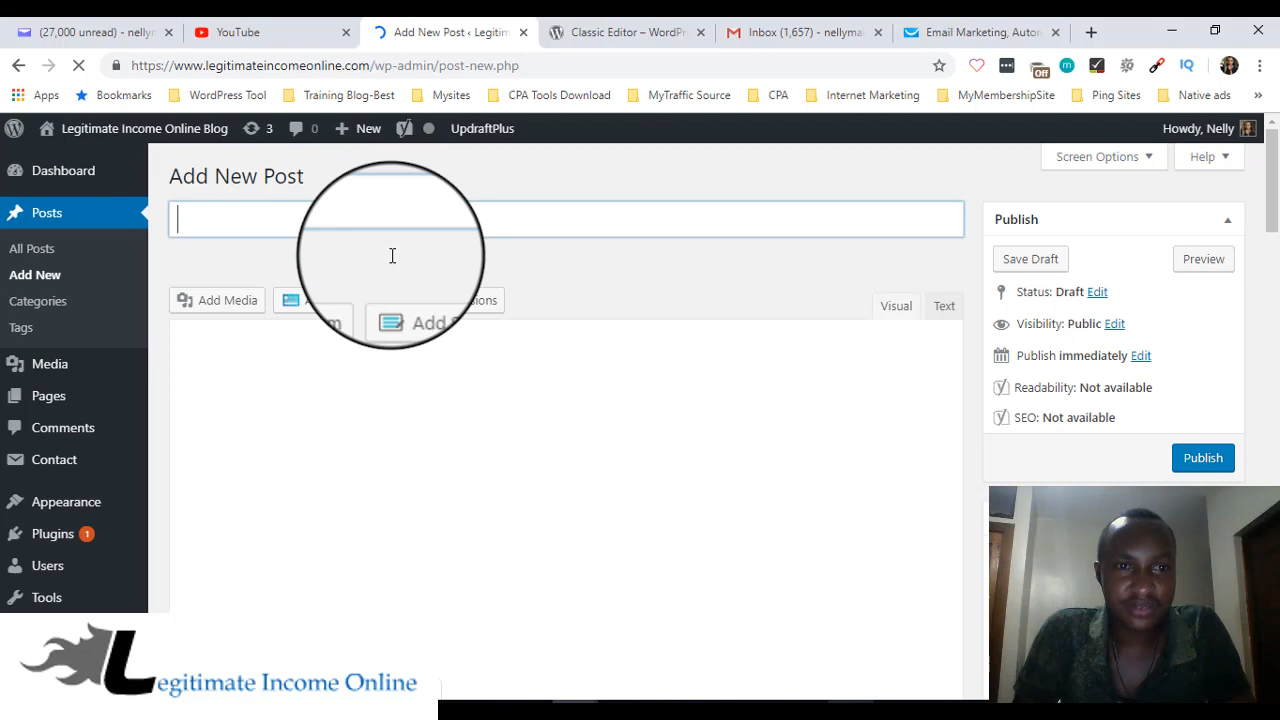 (27,000 unread) - nellyn
YouTube
Add New Post ‹ Legitim
Classic Editor – WordPr
Inbox (1,657) - nellyma
Email Marketing, Autor
https://www.legitimateincomeonline.com/wp-admin/post-new.php
Off
IQ
Apps
Bookmarks
WordPress Tool
Training Blog-Best
Mysites
CPA Tools Download
MyTraffic Source
CPA
Internet Marketing
MyMembershipSite
Ping Sites
Native ads
»
Legitimate Income Online Blog
3
0
New
UpdraftPlus
Howdy, Nelly
Dashboard
Posts
All Posts
Add New
Categories
Tags
Media
Pages
Comments
Contact
Appearance
Plugins 1
Users
Tools
Add New Post
Screen Options
Help
Add Media
Add
Visual
Text
Publish
Save Draft
Preview
Status: Draft Edit
Visibility: Public Edit
Publish immediately Edit
Readability: Not available
SEO: Not available
Publish
Legitimate Income Online